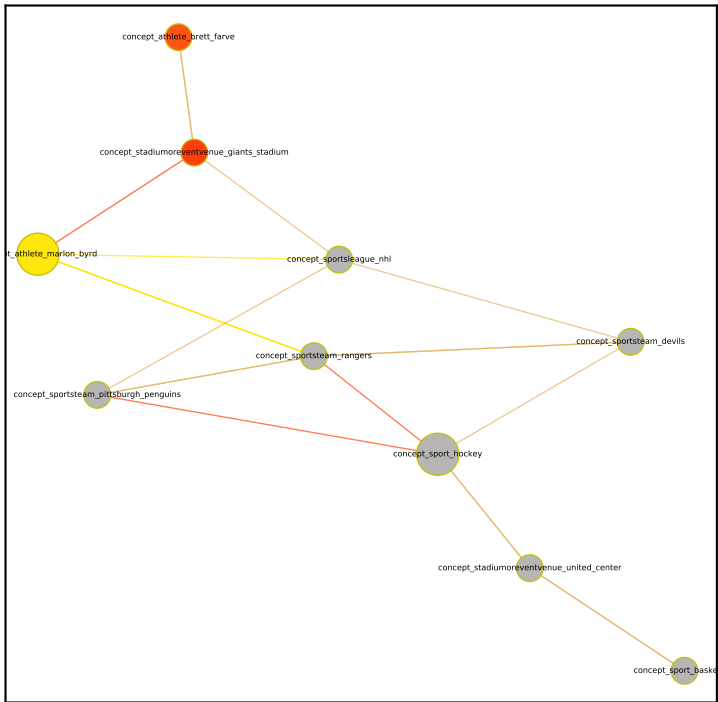 concept_athlete_brett_farve
concept_stadiumoreventvenue_giants_stadium
t_athlete_marlon_byrd
concept_sportsleague_nhl
concept_sportsteam_devils
concept_sportsteam_rangers
concept_sportsteam_pittsburgh_penguins
concept_sport_hockey
concept_stadiumoreventvenue_united_center
concept_sport_baske